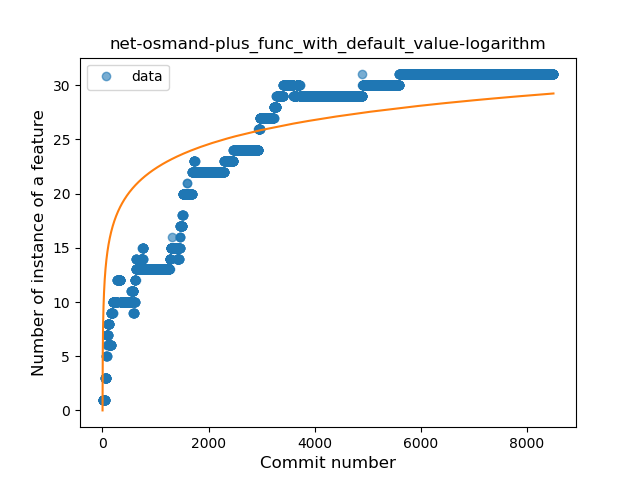 net-osmand-plus_func_with_default_value-logarithm
data
Number of instance of a feature
30
25
20
15
10
5
0
0 2000 4000 6000 8000
Commit number